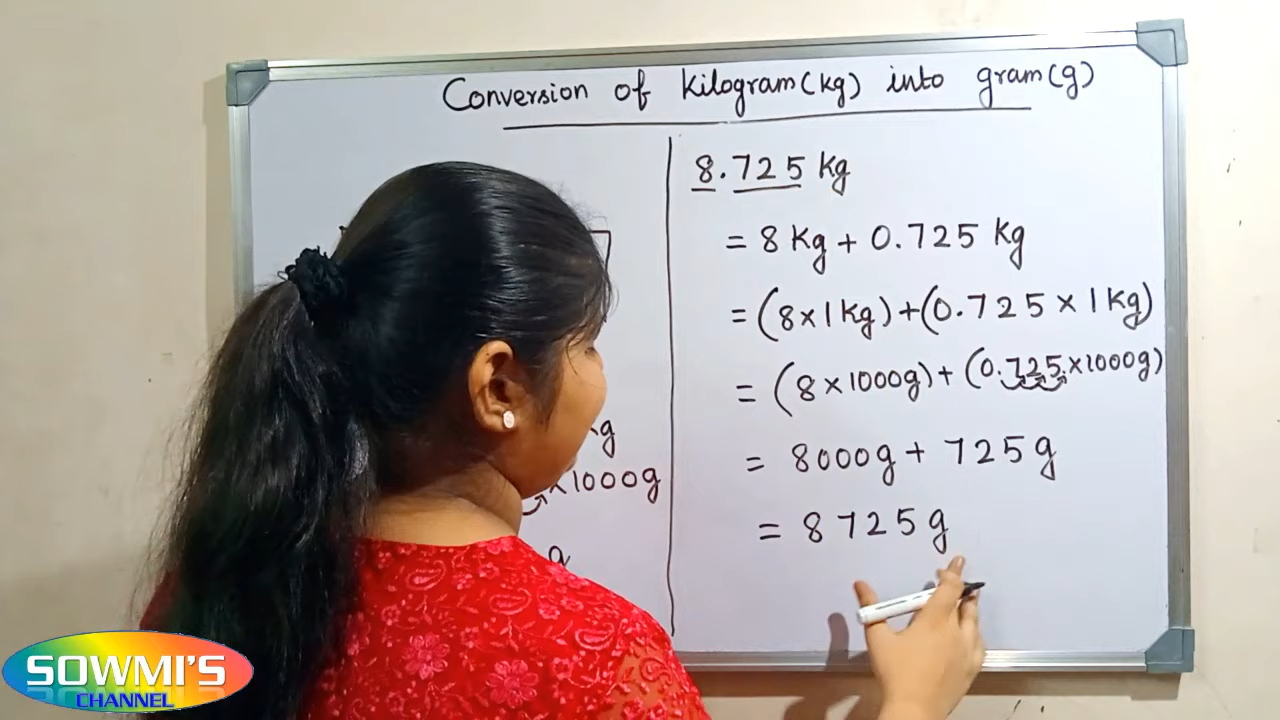 Conversion of kilogram(kg) into gram(g)
g
×1000g
g
8.725 kg
= 8 Kg + 0.725 Kg
= (8×1Kg)+(0.725 × 1Kg)
= (8×1000g)+(0.725.×1000g)
= 8000g + 725g
= 8725g
SOWMI'S
CHANNEL